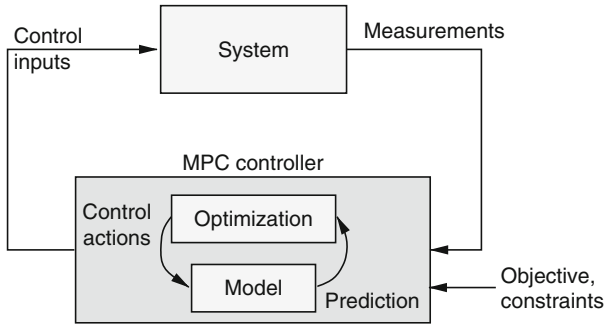 Control
inputs
System
Measurements
MPC controller
Control
actions
Optimization
Model
Prediction
Objective,
constraints